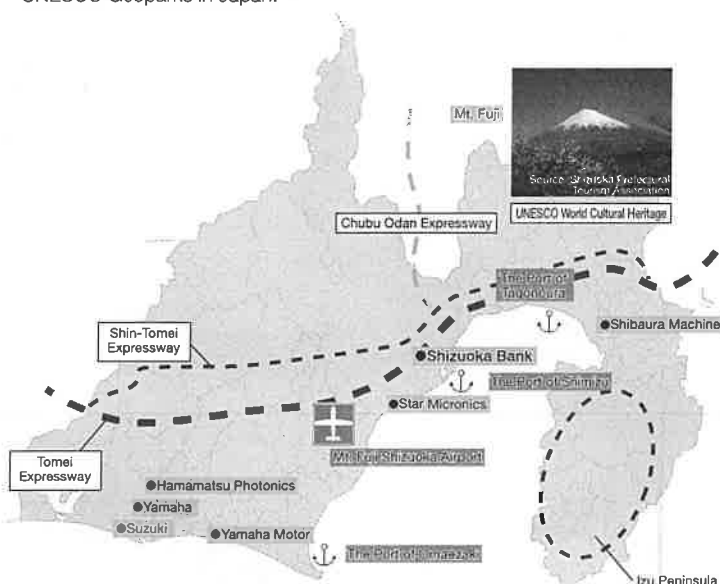 UNESCO Geoparks in Japan.
Mt. Fuji
Source: Shizuoka Prefectural
Tourism Association
UNESCO World Cultural Heritage
Chubu Odan Expressway
The Port of
Tagonoura
Shin-Tomei
Expressway
Shibaura Machine
Shizuoka Bank
The Port of Shimizu
Star Micronics
Mt. Fuji Shizuoka Airport
Tomei
Expressway
Hamamatsu Photonics
Yamaha
Suzuki
Yamaha Motor
The Port of Omaezaki
Izu Peninsula